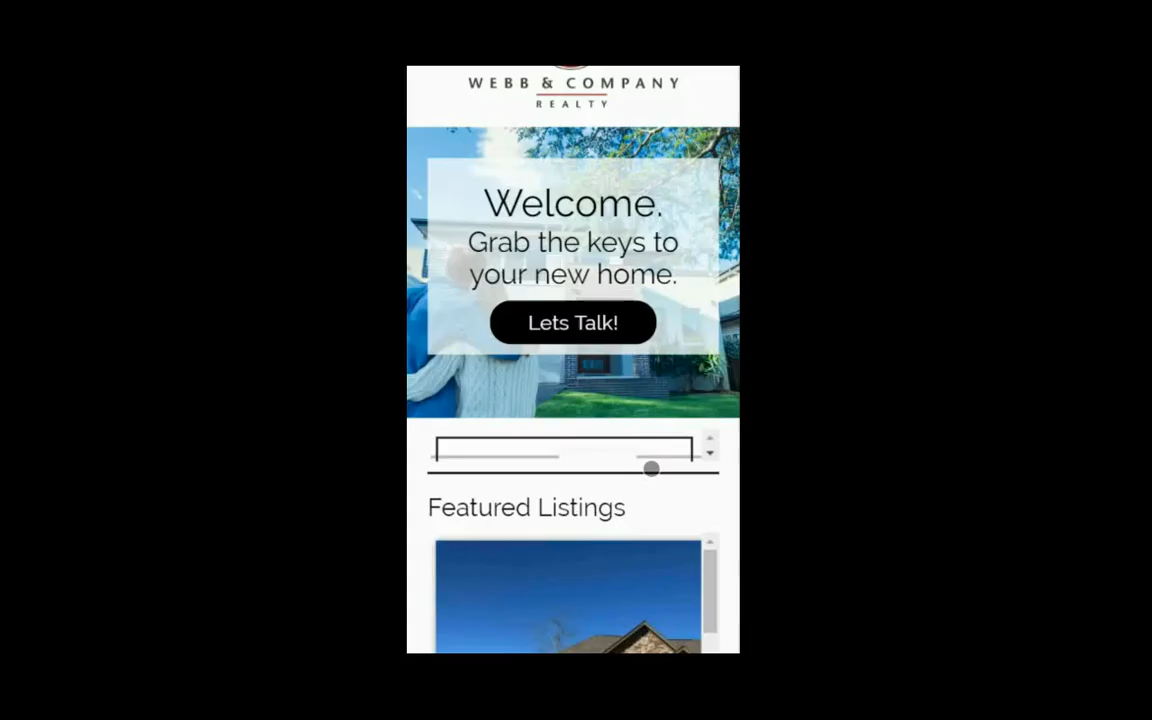 WEBB & COMPANY
REALTY
Welcome.
Grab the keys to
your new home.
Lets Talk!
Featured Listings